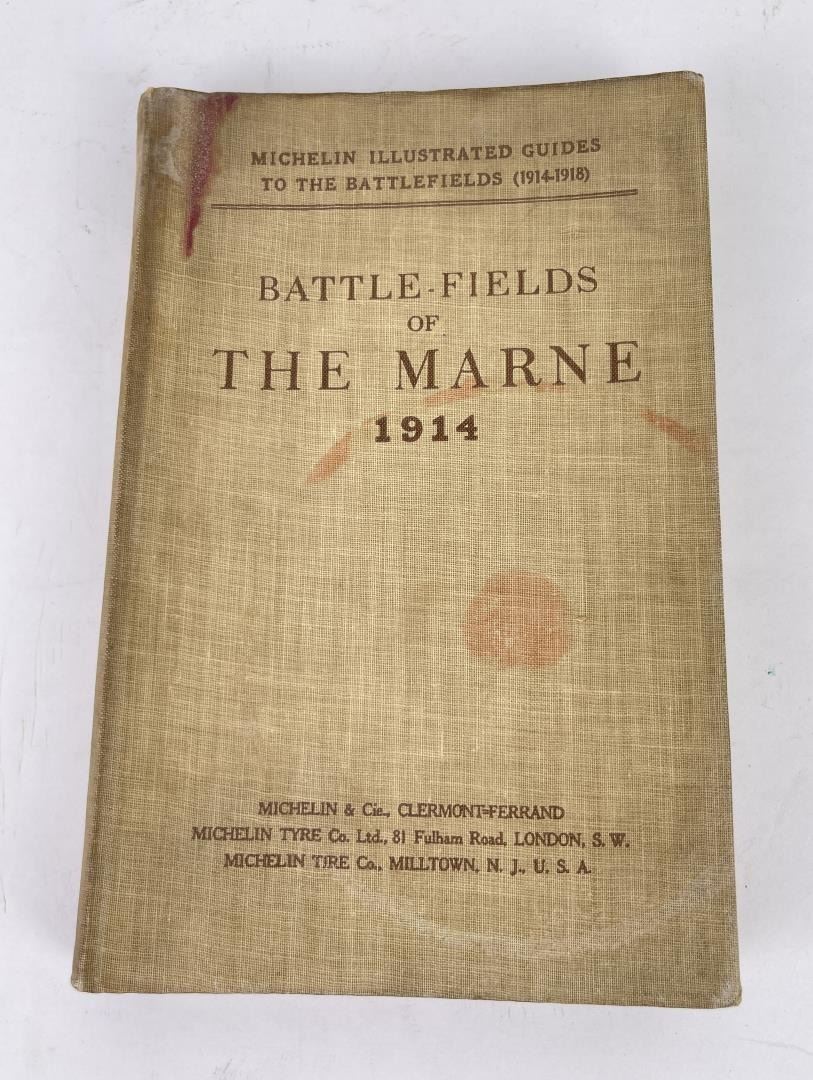 MICHELIN ILLUSTRATED GUIDES
TO THE BATTLEFIELDS (1914-1918)
BATTLE-FIELDS
OF
THE MARNE
1914
MICHELIN & Cie., CLERMONT-FERRAND
MICHELIN TYRE Co. Ltd., 81 Fulham Road, LONDON, S. W.
MICHELIN TIRE Co., MILLTOWN, N. J., U. S. A.